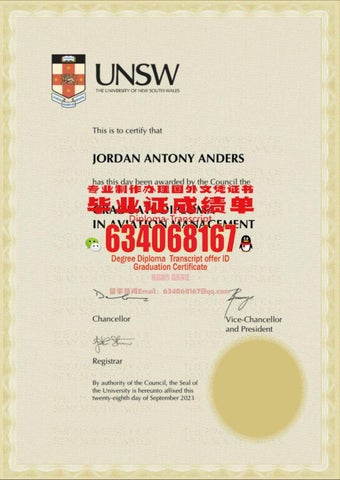 UNSW
THE UNIVERSITY OF NEW SOUTH WALES
This is to certify that
JORDAN ANTONY ANDERS
has this day been awarded by the Council the
专业制作办理国外文凭证书
毕业证成绩单
Diploma Transcript
IN AVIATION MANAGEMENT
634068167
Degree Diploma Transcript offer ID
Graduation Certificate
Email: 634068167@qq.com
Chancellor
Vice-Chancellor
and President
Registrar
By authority of the Council, the Seal of
the University is hereunto affixed this
twenty-eighth day of September 2023